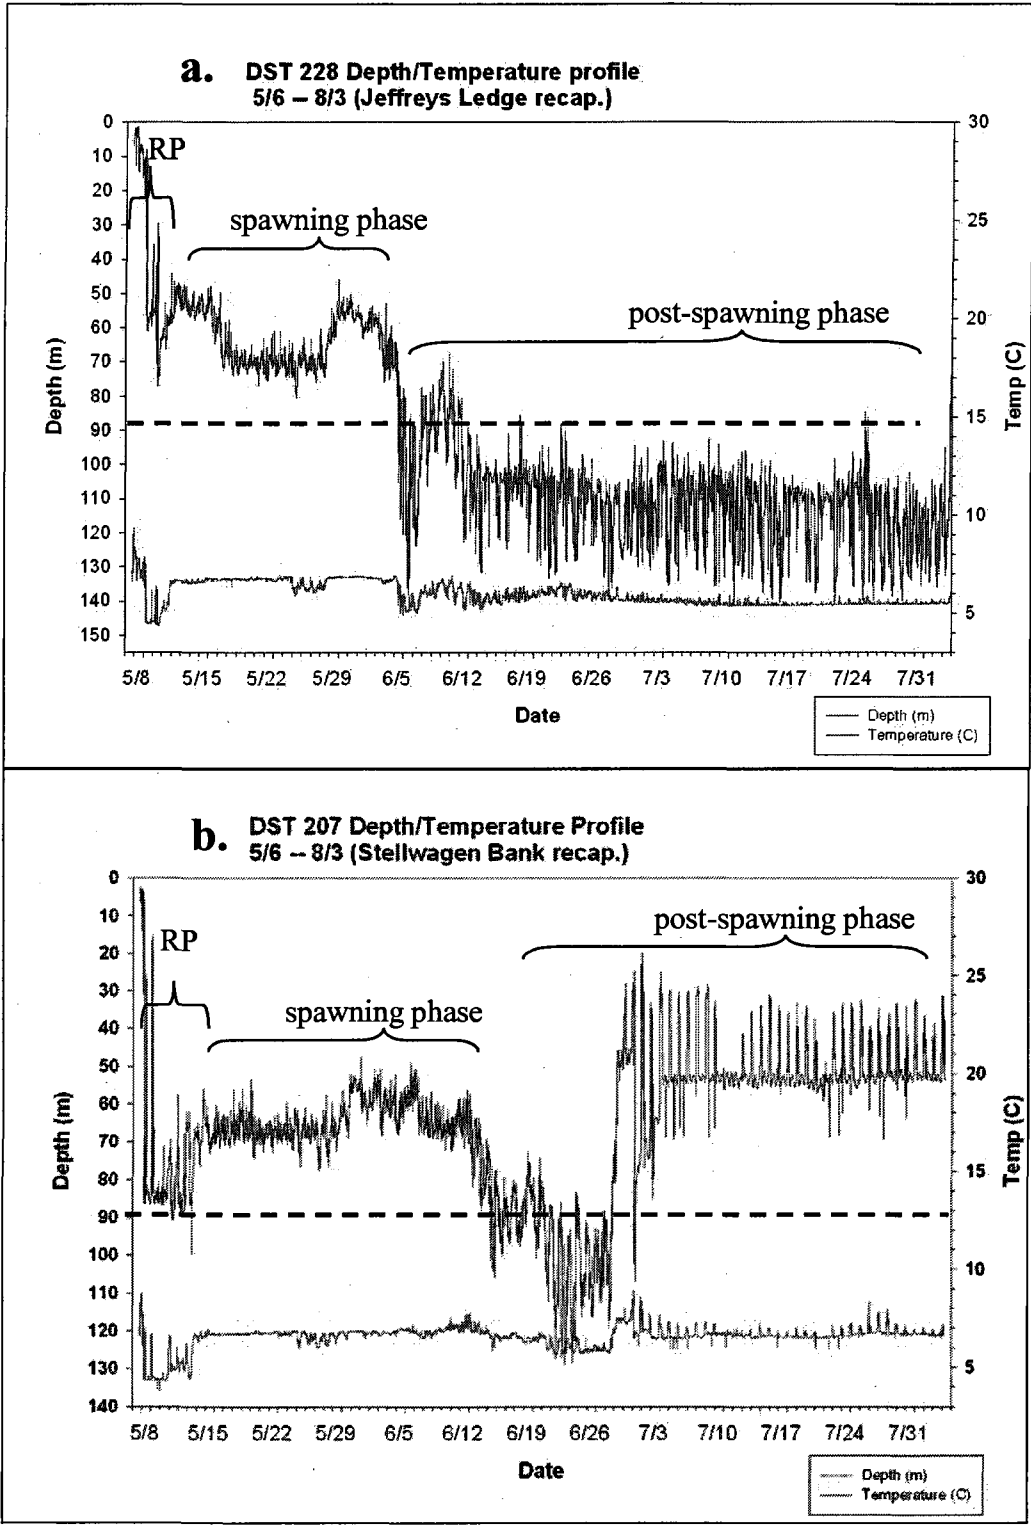 a. DST 228 Depth/Temperature profile
5/6 – 8/3 (Jeffreys Ledge recap.)
RP
spawning phase
post-spawning phase
Depth (m)
0
10
20
30
40
50
60
70
80
90
100
110
120
130
140
150
Temp (C)
30
25
20
15
10
5
5/8 5/15 5/22 5/29 6/5 6/12 6/19 6/26 7/3 7/10 7/17 7/24 7/31
Date
Depth (m)
Temperature (C)
b. DST 207 Depth/Temperature Profile
5/6 – 8/3 (Stellwagen Bank recap.)
RP
spawning phase
post-spawning phase
Depth (m)
0
10
20
30
40
50
60
70
80
90
100
110
120
130
140
Temp (C)
30
25
20
15
10
5
5/8 5/15 5/22 5/29 6/5 6/12 6/19 6/26 7/3 7/10 7/17 7/24 7/31
Date
Depth (m)
Temperature (C)